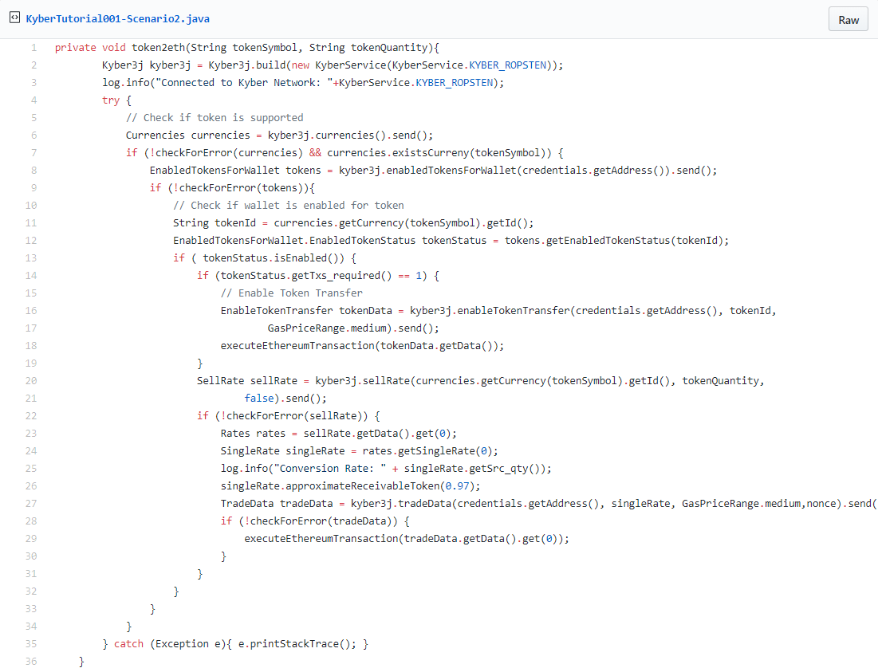 KyberTutorial001-Scenario2.java
Raw
1 private void token2eth(String tokenSymbol, String tokenQuantity){
2 Kyber3j kyber3j = Kyber3j.build(new KyberService(KyberService.KYBER_ROPSTEN));
3 log.info("Connected to Kyber Network: "+KyberService.KYBER_ROPSTEN);
4 try {
5 // Check if token is supported
6 Currencies currencies = kyber3j.currencies().send();
7 if (!checkForError(currencies) && currencies.existsCurreny(tokenSymbol)) {
8 EnabledTokensForWallet tokens = kyber3j.enabledTokensForWallet(credentials.getAddress()).send();
9 if (!checkForError(tokens)){
10 // Check if wallet is enabled for token
11 String tokenId = currencies.getCurrency(tokenSymbol).getId();
12 EnabledTokensForWallet.EnabledTokenStatus tokenStatus = tokens.getEnabledTokenStatus(tokenId);
13 if ( tokenStatus.isEnabled()) {
14 if (tokenStatus.getTxs_required() == 1) {
15 // Enable Token Transfer
16 EnableTokenTransfer tokenData = kyber3j.enableTokenTransfer(credentials.getAddress(), tokenId,
17 GasPriceRange.medium).send();
18 executeEthereumTransaction(tokenData.getData());
19 }
20 SellRate sellRate = kyber3j.sellRate(currencies.getCurrency(tokenSymbol).getId(), tokenQuantity,
21 false).send();
22 if (!checkForError(sellRate)) {
23 Rates rates = sellRate.getData().get(0);
24 SingleRate singleRate = rates.getSingleRate(0);
25 log.info("Conversion Rate: " + singleRate.getSrc_qty());
26 singleRate.approximateReceivableToken(0.97);
27 TradeData tradeData = kyber3j.tradeData(credentials.getAddress(), singleRate, GasPriceRange.medium,nonce).send(
28 if (!checkForError(tradeData)) {
29 executeEthereumTransaction(tradeData.getData().get(0));
30 }
31 }
32 }
33 }
34 }
35 } catch (Exception e){ e.printStackTrace(); }
36 }